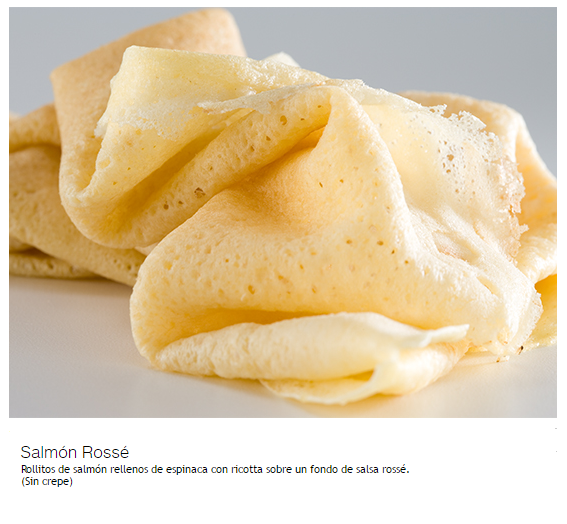 Salmón Rossé
Rollitos de salmón rellenos de espinaca con ricotta sobre un fondo de salsa rossé.
(Sin crepe)